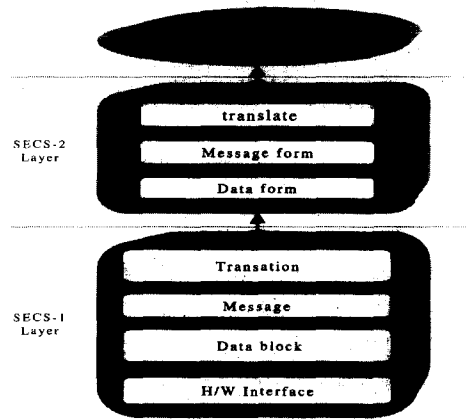 translate
SECS-2
Layer
Message form
Data form
Transation
SECS-1
Layer
Message
Data block
H/W Interface